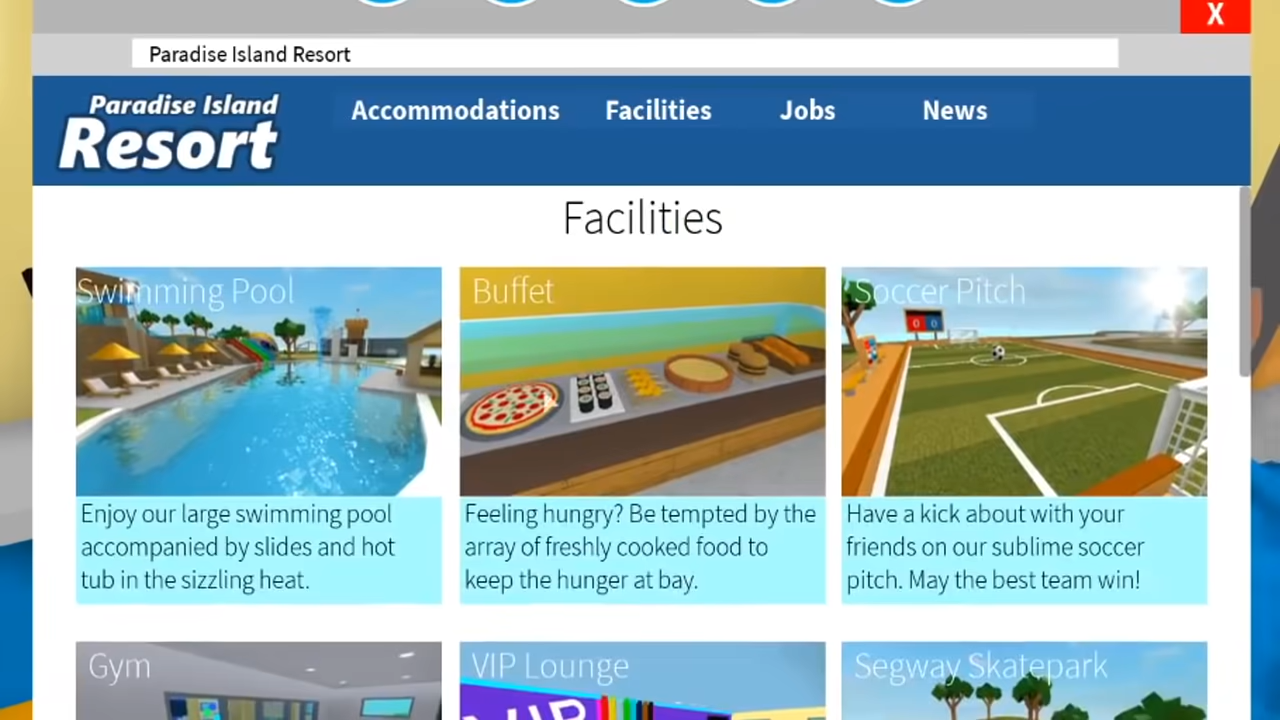 X
Paradise Island Resort
Paradise Island
Resort
Accommodations Facilities Jobs News
Facilities
Swimming Pool
Enjoy our large swimming pool
accompanied by slides and hot
tub in the sizzling heat.
Buffet
Feeling hungry? Be tempted by the
array of freshly cooked food to
keep the hunger at bay.
Soccer Pitch
0 0
Have a kick about with your
friends on our sublime soccer
pitch. May the best team win!
Gym
VIP Lounge
VIP
Segway Skatepark